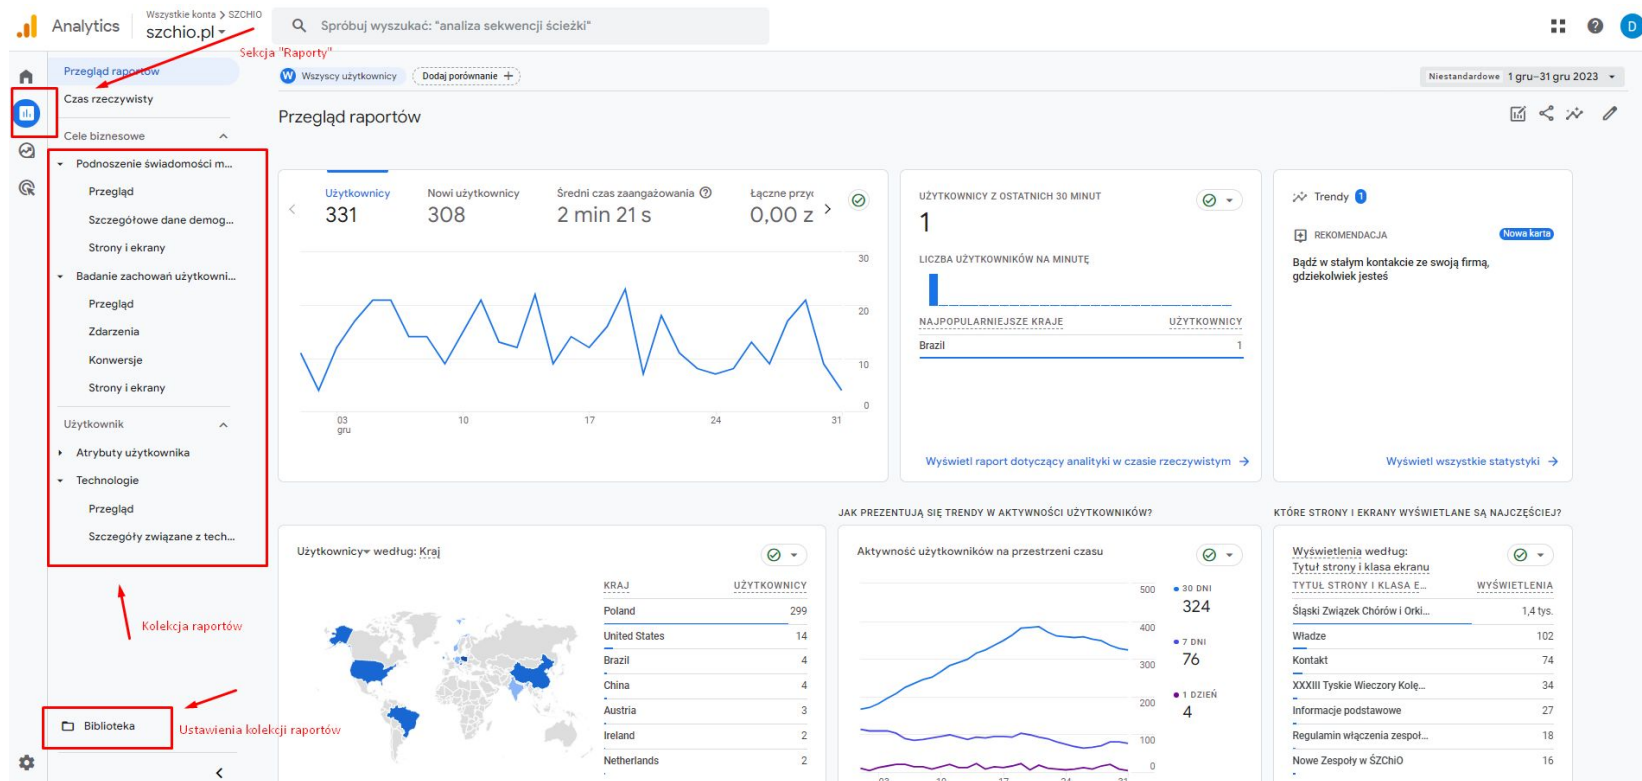 Analytics
Wszystkie konta > SZCHIO
szchio.pl
Spróbuj wyszukać: "analiza sekwencji ścieżki"
D
Sekcja "Raporty"
Przegląd raportów
Czas rzeczywisty
Cele biznesowe
Podnoszenie świadomości m...
Przegląd
Szczegółowe dane demog...
Strony i ekrany
Badanie zachowań użytkowni...
Przegląd
Zdarzenia
Konwersje
Strony i ekrany
Użytkownik
Atrybuty użytkownika
Technologie
Przegląd
Szczegóły związane z tech...
Kolekcja raportów
Biblioteka
Ustawienia kolekcji raportów
W Wszyscy użytkownicy
Dodaj porównanie +
Niestandardowe 1 gru–31 gru 2023
Przegląd raportów
Użytkownicy
331
Nowi użytkownicy
308
Średni czas zaangażowania
2 min 21 s
Łączne przyc
0,00 z
30
20
10
0
03
gru
10
17
24
31
UŻYTKOWNICY Z OSTATNICH 30 MINUT
1
LICZBA UŻYTKOWNIKÓW NA MINUTĘ
NAJPOPULARNIEJSZE KRAJE UŻYTKOWNICY
Brazil 1
Wyświetl raport dotyczący analityki w czasie rzeczywistym →
Trendy 1
REKOMENDACJA
Nowa karta
Bądź w stałym kontakcie ze swoją firmą,
gdziekolwiek jesteś
Wyświetl wszystkie statystyki →
Użytkownicy według: Kraj
KRAJ UŻYTKOWNICY
Poland 299
United States 14
Brazil 4
China 4
Austria 3
Ireland 2
Netherlands 2
JAK PREZENTUJĄ SIĘ TRENDY W AKTYWNOŚCI UŻYTKOWNIKÓW?
Aktywność użytkowników na przestrzeni czasu
500
400
300
200
100
0
03
10
17
24
31
30 DNI
324
7 DNI
76
1 DZIEŃ
4
KTÓRE STRONY I EKRANY WYŚWIETLANE SĄ NAJCZĘŚCIEJ?
Wyświetlenia według:
Tytuł strony i klasa ekranu
TYTUŁ STRONY I KLASA E... WYŚWIETLENIA
Śląski Związek Chórów i Orki... 1,4 tys.
Władze 102
Kontakt 74
XXXIII Tyskie Wieczory Kolę... 34
Informacje podstawowe 27
Regulamin włączenia zespoł... 18
Nowe Zespoły w ŚZChiO 16